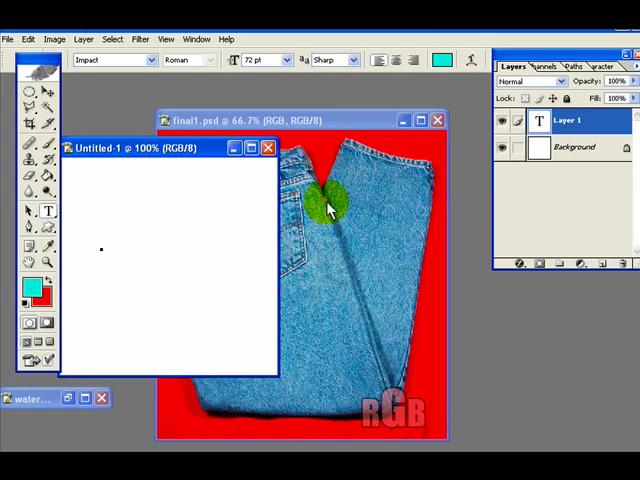 File Edit Image Layer Select Filter View Window Help
Impact Roman T 72 pt aa Sharp
Layers Channels Paths aracter
Normal Opacity: 100%
Lock: Fill: 100%
T Layer 1
Background
final1.psd @ 66.7% (RGB, RGB/8)
Untitled-1 @ 100% (RGB/8)
T
water...
RGB